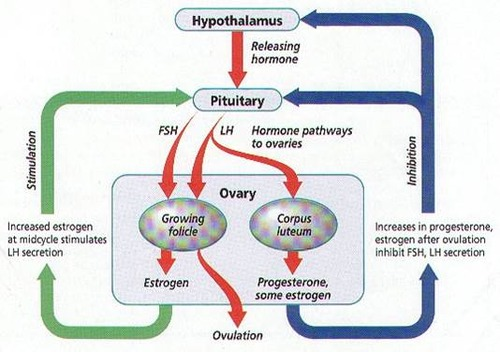 Hypothalamus
Releasing
hormone
Pituitary
FSH
LH
Hormone pathways
to ovaries
Stimulation
Inhibition
Ovary
Growing
follicle
Corpus
luteum
Increased estrogen
at midcycle stimulates
LH secretion
Increases in progesterone,
estrogen after ovulation
inhibit FSH, LH secretion
Estrogen
Progesterone,
some estrogen
Ovulation